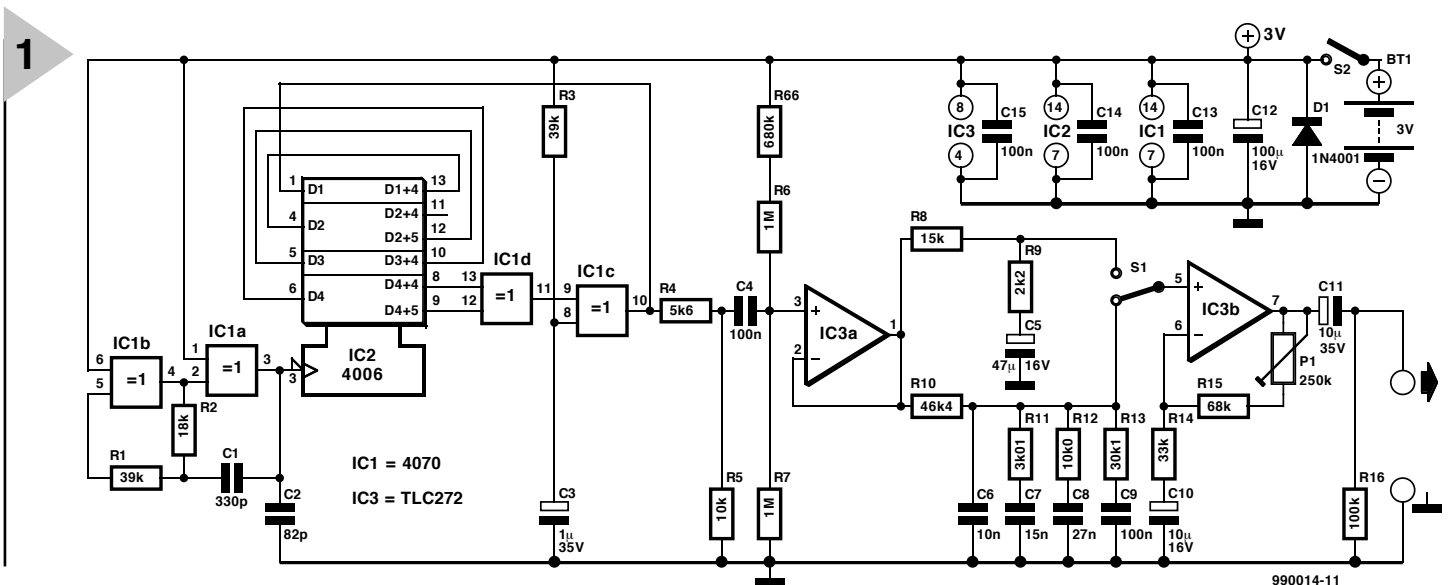 1
3V
S2
BT1
R3
39k
R66
680k
8
IC3
4
C15
100n
14
IC2
7
C14
100n
14
IC1
7
C13
100n
C12
100μ
16V
D1
1N4001
3V
1
D1
D1+4
13
D2+4
11
4
D2
D2+5
12
5
D3
D3+4
10
6
D4
D4+4
8
D4+5
9
IC2
4006
3
13
12
IC1d
=1
11
9
8
IC1c
=1
10
R6
1M
R8
15k
R9
2k2
C5
47μ 16V
S1
R4
5k6
C4
100n
3
2
IC3a
1
5
6
IC3b
7
C11
10μ
35V
P1
250k
IC1b
6
5
=1
4
IC1a
1
2
=1
3
R2
18k
R1
39k
C1
330p
C2
82p
IC1 = 4070
IC3 = TLC272
C3
1μ
35V
R5
10k
R7
1M
R10
46k4
R11
3k01
R12
10k0
R13
30k1
R14
33k
R15
68k
C6
10n
C7
15n
C8
27n
C9
100n
C10
10μ
16V
R16
100k
990014-11